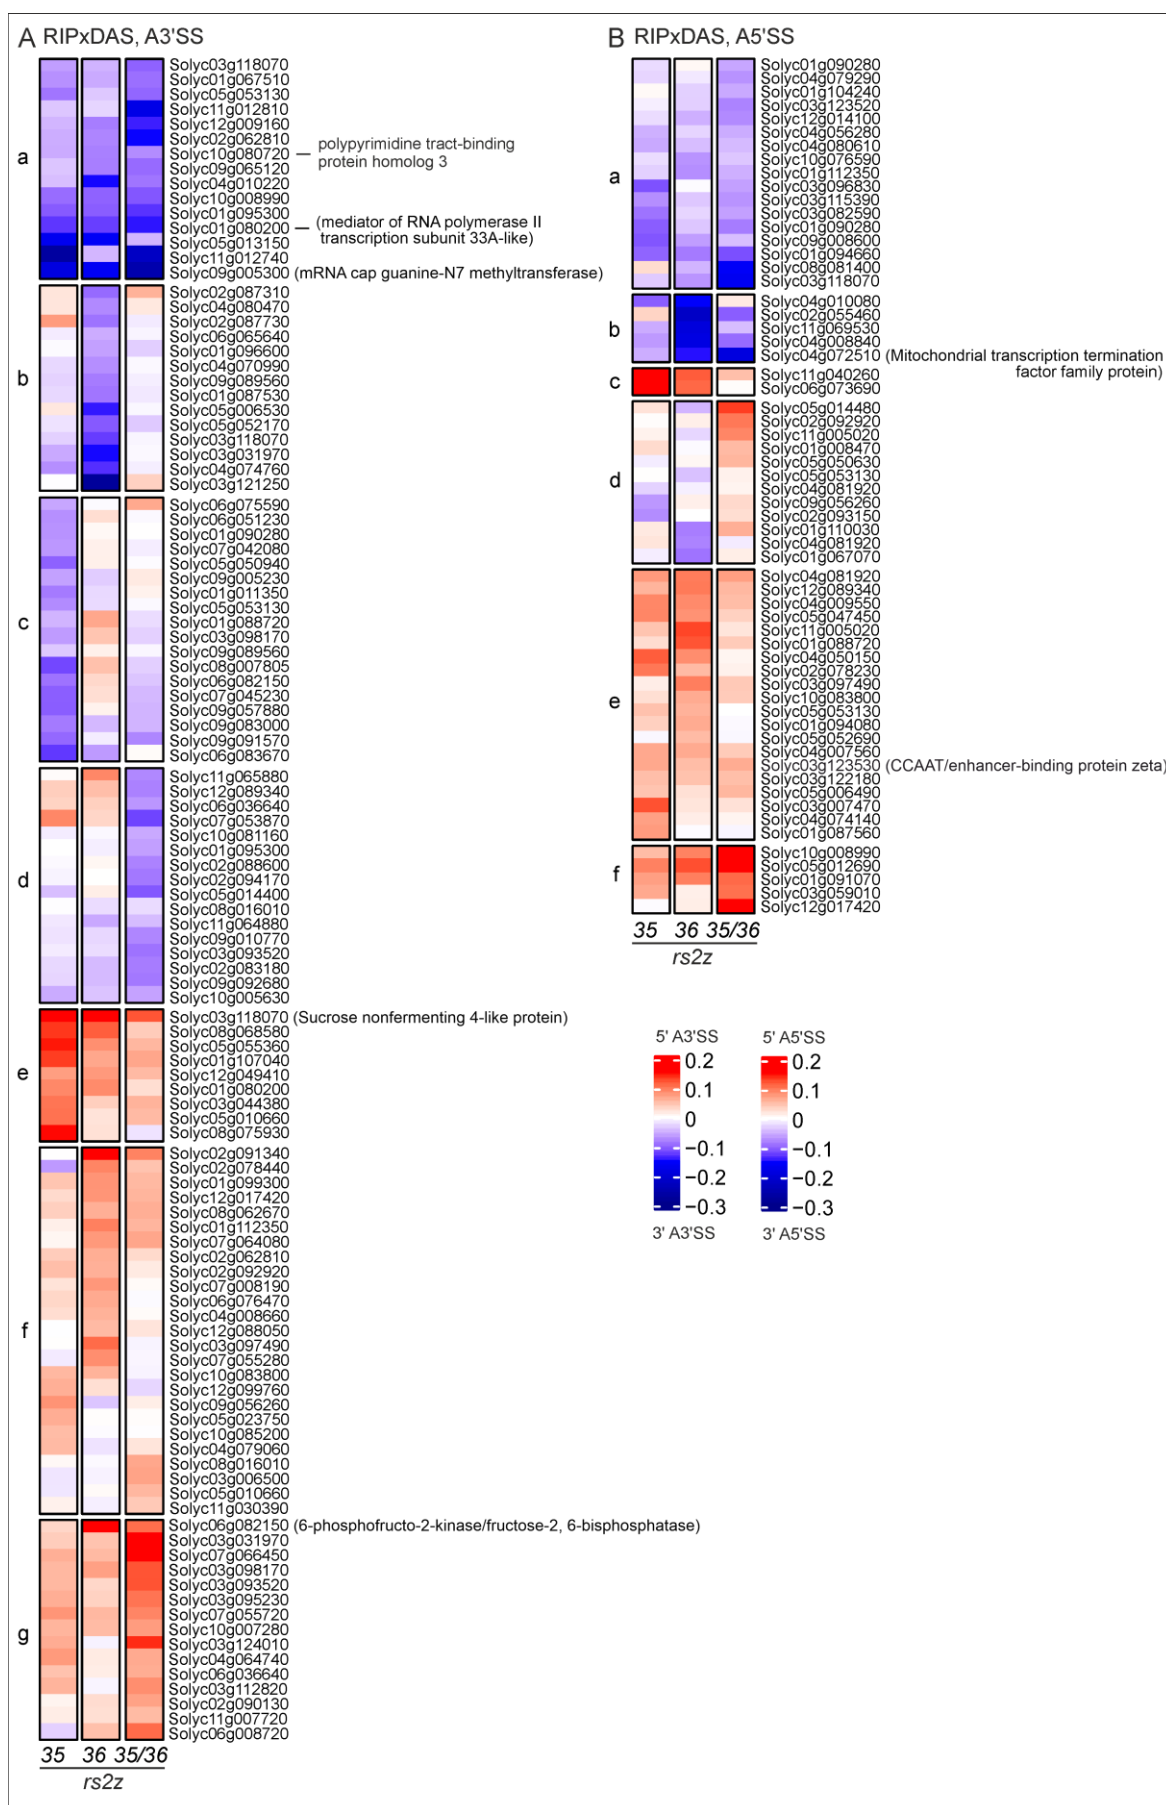 A RIPxDAS, A3'SS
a
Solyc03g118070
Solyc01g067510
Solyc05g053130
Solyc11g012810
Solyc12g009160
Solyc02g062810
Solyc10g080720
polypyrimidine tract-binding
protein homolog 3
Solyc09g065120
Solyc04g010220
Solyc10g008990
Solyc01g095300
Solyc01g080200
(mediator of RNA polymerase II
transcription subunit 33A-like)
Solyc05g013150
Solyc11g012740
Solyc09g005300 (mRNA cap guanine-N7 methyltransferase)
b
Solyc02g087310
Solyc04g080470
Solyc02g087730
Solyc06g065640
Solyc01g096600
Solyc04g070990
Solyc09g089560
Solyc01g087530
Solyc05g006530
Solyc05g052170
Solyc03g118070
Solyc03g031970
Solyc04g074760
Solyc03g121250
c
Solyc06g075590
Solyc06g051230
Solyc01g090280
Solyc07g042080
Solyc05g050940
Solyc09g005230
Solyc01g011350
Solyc05g053130
Solyc01g088720
Solyc03g098170
Solyc09g089560
Solyc08g007805
Solyc06g082150
Solyc07g045230
Solyc09g057880
Solyc09g083000
Solyc09g091570
Solyc06g083670
d
Solyc11g065880
Solyc12g089340
Solyc06g036640
Solyc07g053870
Solyc10g081160
Solyc01g095300
Solyc02g088600
Solyc02g094170
Solyc05g014400
Solyc08g016010
Solyc11g064880
Solyc09g010770
Solyc03g093520
Solyc02g083180
Solyc09g092680
Solyc10g005630
e
Solyc03g118070 (Sucrose nonfermenting 4-like protein)
Solyc08g068580
Solyc05g055360
Solyc01g107040
Solyc12g049410
Solyc01g080200
Solyc03g044380
Solyc05g010660
Solyc08g075930
f
Solyc02g091340
Solyc02g078440
Solyc01g099300
Solyc12g017420
Solyc08g062670
Solyc01g112350
Solyc07g064080
Solyc02g062810
Solyc02g092920
Solyc07g008190
Solyc06g076470
Solyc04g008660
Solyc12g088050
Solyc03g097490
Solyc07g055280
Solyc10g083800
Solyc12g099760
Solyc09g056260
Solyc05g023750
Solyc10g085200
Solyc04g079060
Solyc08g016010
Solyc03g006500
Solyc05g010660
Solyc11g030390
g
Solyc06g082150 (6-phosphofructo-2-kinase/fructose-2, 6-bisphosphatase)
Solyc03g031970
Solyc07g066450
Solyc03g098170
Solyc03g093520
Solyc03g095230
Solyc07g055720
Solyc10g007280
Solyc03g124010
Solyc04g064740
Solyc06g036640
Solyc03g112820
Solyc02g090130
Solyc11g007720
Solyc06g008720
35 36 35/36
rs2z
B RIPxDAS, A5'SS
a
Solyc01g090280
Solyc04g079290
Solyc01g104240
Solyc03g123520
Solyc12g014100
Solyc04g056280
Solyc04g080610
Solyc10g076590
Solyc01g112350
Solyc03g096830
Solyc03g115390
Solyc03g082590
Solyc01g090280
Solyc09g008600
Solyc01g094660
Solyc08g081400
Solyc03g118070
b
Solyc04g010080
Solyc02g055460
Solyc11g069530
Solyc04g008840
Solyc04g072510 (Mitochondrial transcription termination
factor family protein)
c
Solyc11g040260
Solyc06g073690
d
Solyc05g014480
Solyc02g092920
Solyc11g005020
Solyc01g008470
Solyc05g050630
Solyc05g053130
Solyc04g081920
Solyc09g056260
Solyc02g093150
Solyc01g110030
Solyc04g081920
Solyc01g067070
e
Solyc04g081920
Solyc12g089340
Solyc04g009550
Solyc05g047450
Solyc11g005020
Solyc01g088720
Solyc04g050150
Solyc02g078230
Solyc03g097490
Solyc10g083800
Solyc05g053130
Solyc01g094080
Solyc05g052690
Solyc04g007560
Solyc03g123530 (CCAAT/enhancer-binding protein zeta)
Solyc03g122180
Solyc05g006490
Solyc03g007470
Solyc04g074140
Solyc01g087560
f
Solyc10g008990
Solyc05g012690
Solyc01g091070
Solyc03g059010
Solyc12g017420
35 36 35/36
rs2z
5' A3'SS
0.2
0.1
0
−0.1
−0.2
−0.3
3' A3'SS
5' A5'SS
0.2
0.1
0
−0.1
−0.2
−0.3
3' A5'SS